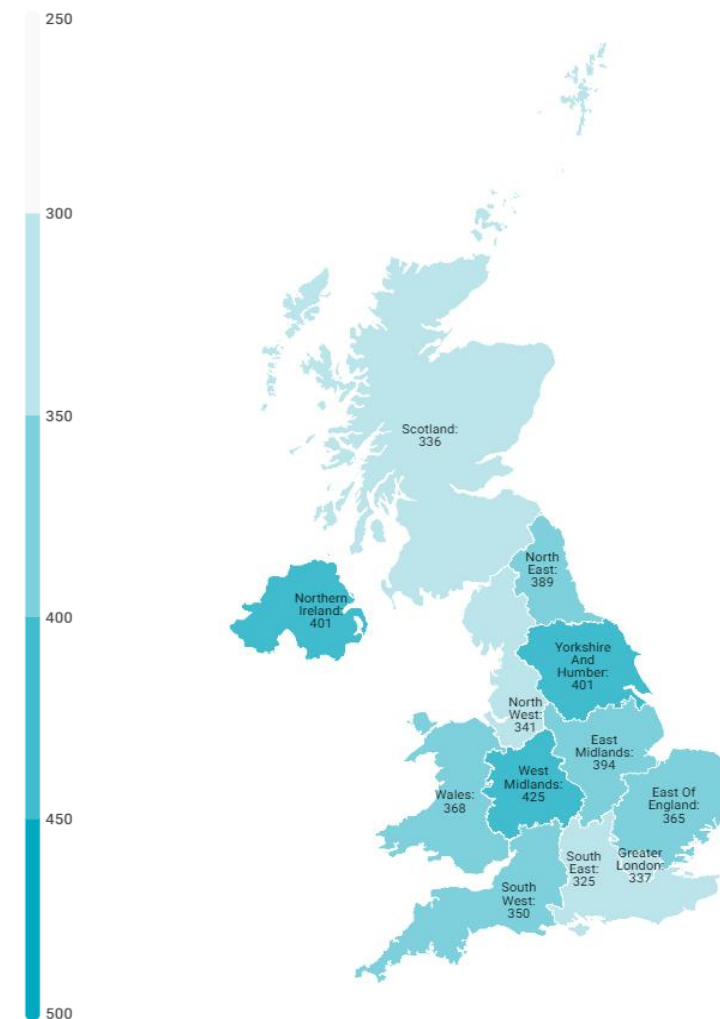 250
300
350
400
450
500
Scotland:
336
North
East:
389
Northern
Ireland:
401
Yorkshire
And
Humber:
401
North
West:
341
East
Midlands:
394
West
Midlands:
425
Wales:
368
East Of
England:
365
South
East:
325
Greater
London:
337
South
West:
350